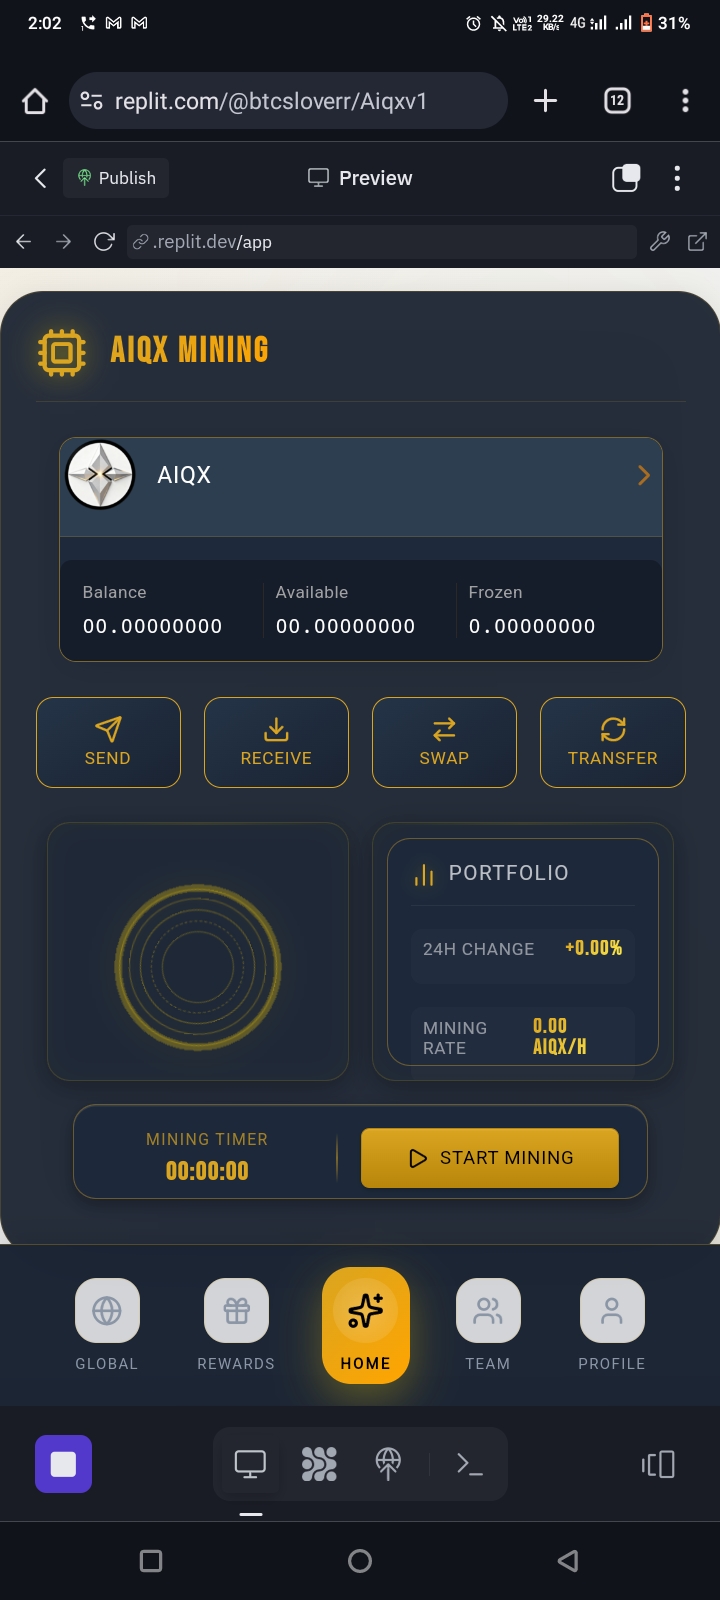 2:02
Vo)) 1
LTE2
29.22
KB/s
4G
31%
replit.com/@btcsloverr/Aiqxv1
12
Publish
Preview
.replit.dev/app
AIQX MINING
AIQX
Balance
Available
Frozen
00.00000000
00.00000000
0.00000000
SEND
RECEIVE
SWAP
TRANSFER
PORTFOLIO
24H CHANGE
+0.00%
MINING
RATE
0.00
AIQX/H
MINING TIMER
00:00:00
START MINING
GLOBAL
REWARDS
HOME
TEAM
PROFILE